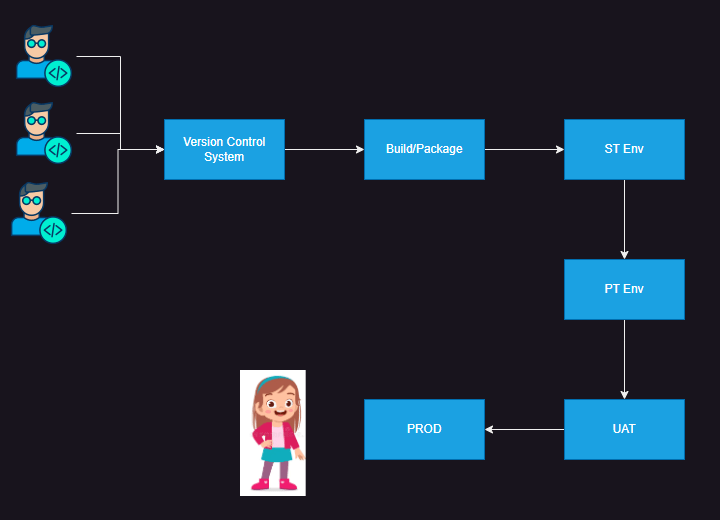 </>
</>
</>
Version Control
System
Build/Package
ST Env
PT Env
PROD
UAT